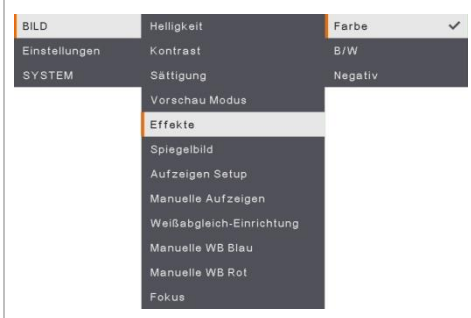 BILD
Einstellungen
SYSTEM
Helligkeit
Kontrast
Sättigung
Vorschau Modus
Effekte
Spiegelbild
Aufzeigen Setup
Manuelle Aufzeigen
Weißabgleich-Einrichtung
Manuelle WB Blau
Manuelle WB Rot
Fokus
Farbe
B/W
Negativ